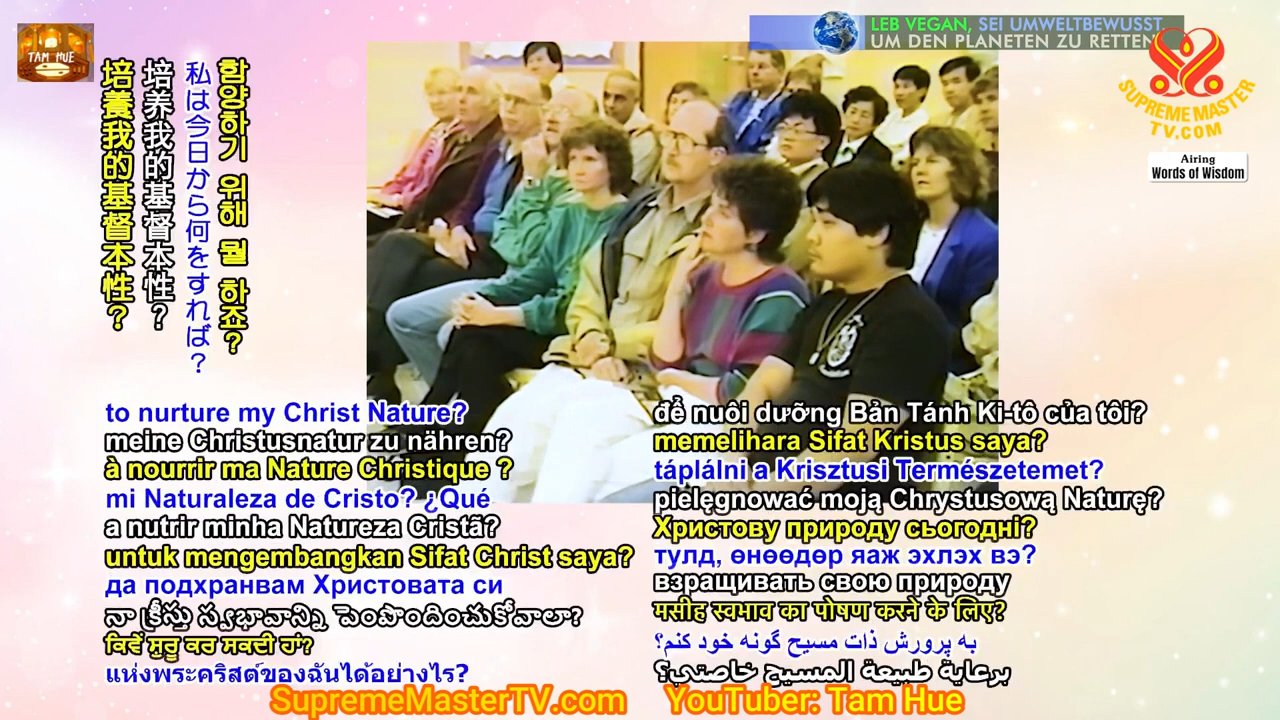 TAM HUE
LEB VEGAN, SEI UMWELTBEWUSST,
UM DEN PLANETEN ZU RETTEN
SUPREME MASTER
TV.COM
Airing
Words of Wisdom
培養我的基督本性？
培养我的基督本性？
私は今日から何をすれば？
함양하기 위해 뭘 하죠?
to nurture my Christ Nature?
meine Christusnatur zu nähren?
à nourrir ma Nature Christique ?
mi Naturaleza de Cristo? ¿Qué
a nutrir minha Natureza Cristã?
untuk mengembangkan Sifat Christ saya?
да подхранвам Христовата си
నా క్రీస్తు స్వభావాన్ని పెంపొందించుకోవాలా?
ਕਿਵੇਂ ਸ਼ੁਰੂ ਕਰ ਸਕਦੀ ਹਾਂ?
แห่งพระคริสต์ของฉันได้อย่างไร?
để nuôi dưỡng Bản Tánh Ki-tô của tôi?
memelihara Sifat Kristus saya?
táplálni a Krisztusi Természetemet?
pielęgnować moją Chrystusową Naturę?
Христову природу сьогодні?
тулд, өнөөдөр яаж эхлэх вэ?
взращивать свою природу
मसीह स्वभाव का पोषण करने के लिए?
به پرورش ذات مسیح گونه خود کنم؟
برعاية طبيعة المسيح خاصتي؟
SupremeMasterTV.com
YouTuber: Tam Hue